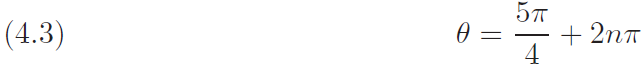 (4.3) θ = 5π/4 + 2nπ